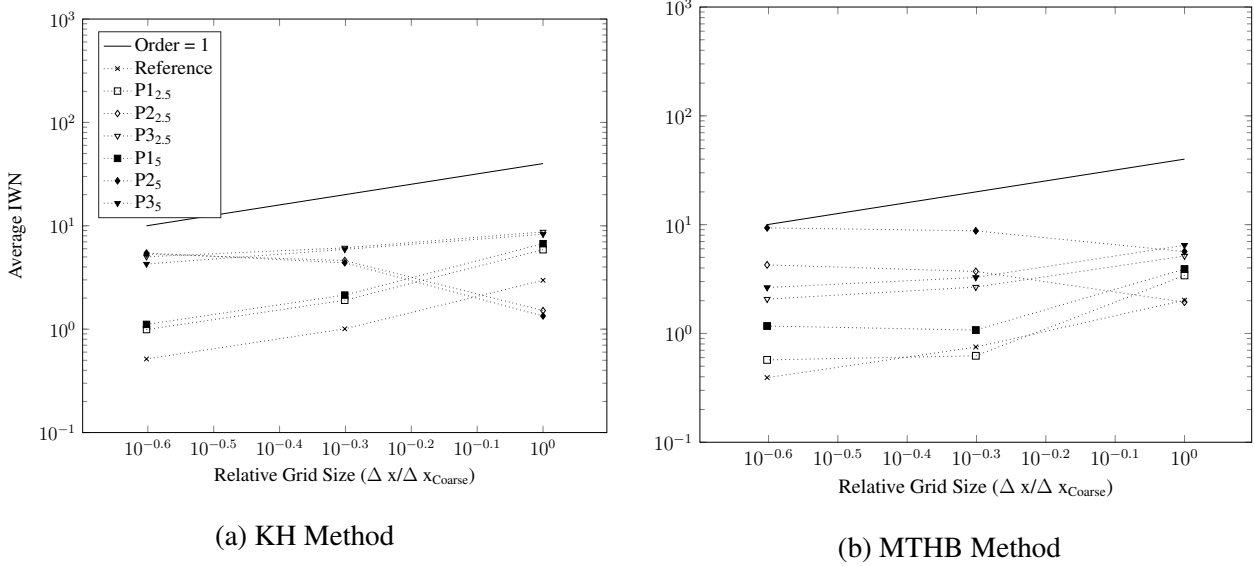 10^3
10^2
10^1
10^0
10^−1
Average IWN
Order = 1
Reference
P1_2.5
P2_2.5
P3_2.5
P1_5
P2_5
P3_5
10^−0.6 10^−0.5 10^−0.4 10^−0.3 10^−0.2 10^−0.1 10^0
Relative Grid Size (Δ x/Δ x_Coarse)
(a) KH Method
10^3
10^2
10^1
10^0
10^−1
10^−0.6 10^−0.5 10^−0.4 10^−0.3 10^−0.2 10^−0.1 10^0
Relative Grid Size (Δ x/Δ x_Coarse)
(b) MTHB Method